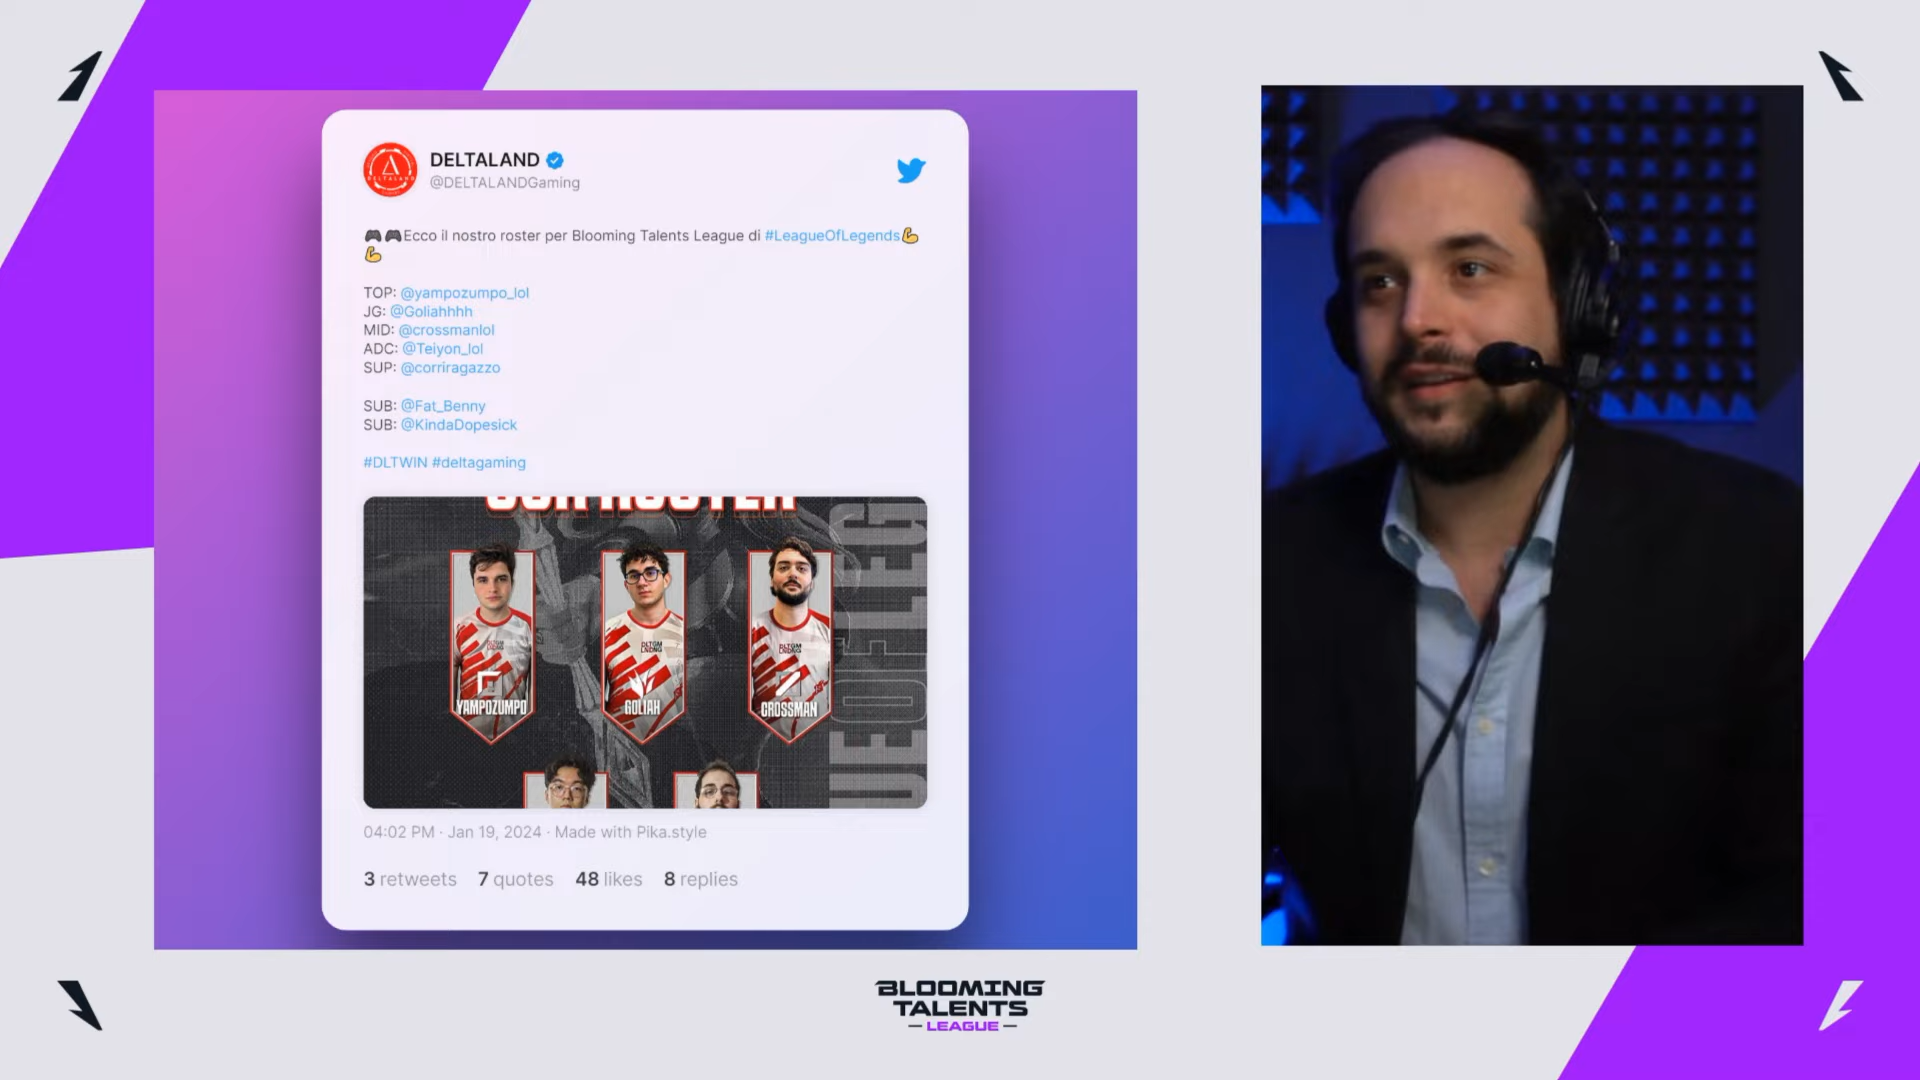 DELTALAND
@DELTALANDGaming
🎮🎮Ecco il nostro roster per Blooming Talents League di #LeagueOfLegends💪
💪
TOP: @yampozumpo_lol
JG: @Goliahhhh
MID: @crossmanlol
ADC: @Teiyon_lol
SUP: @corriragazzo
SUB: @Fat_Benny
SUB: @KindaDopesick
#DLTWIN #deltagaming
OUR ROSTER
YAMPOZUMPO
GOLIAH
CROSSMAN
04:02 PM · Jan 19, 2024 · Made with Pika.style
3 retweets 7 quotes 48 likes 8 replies
BLOOMING
TALENTS
LEAGUE